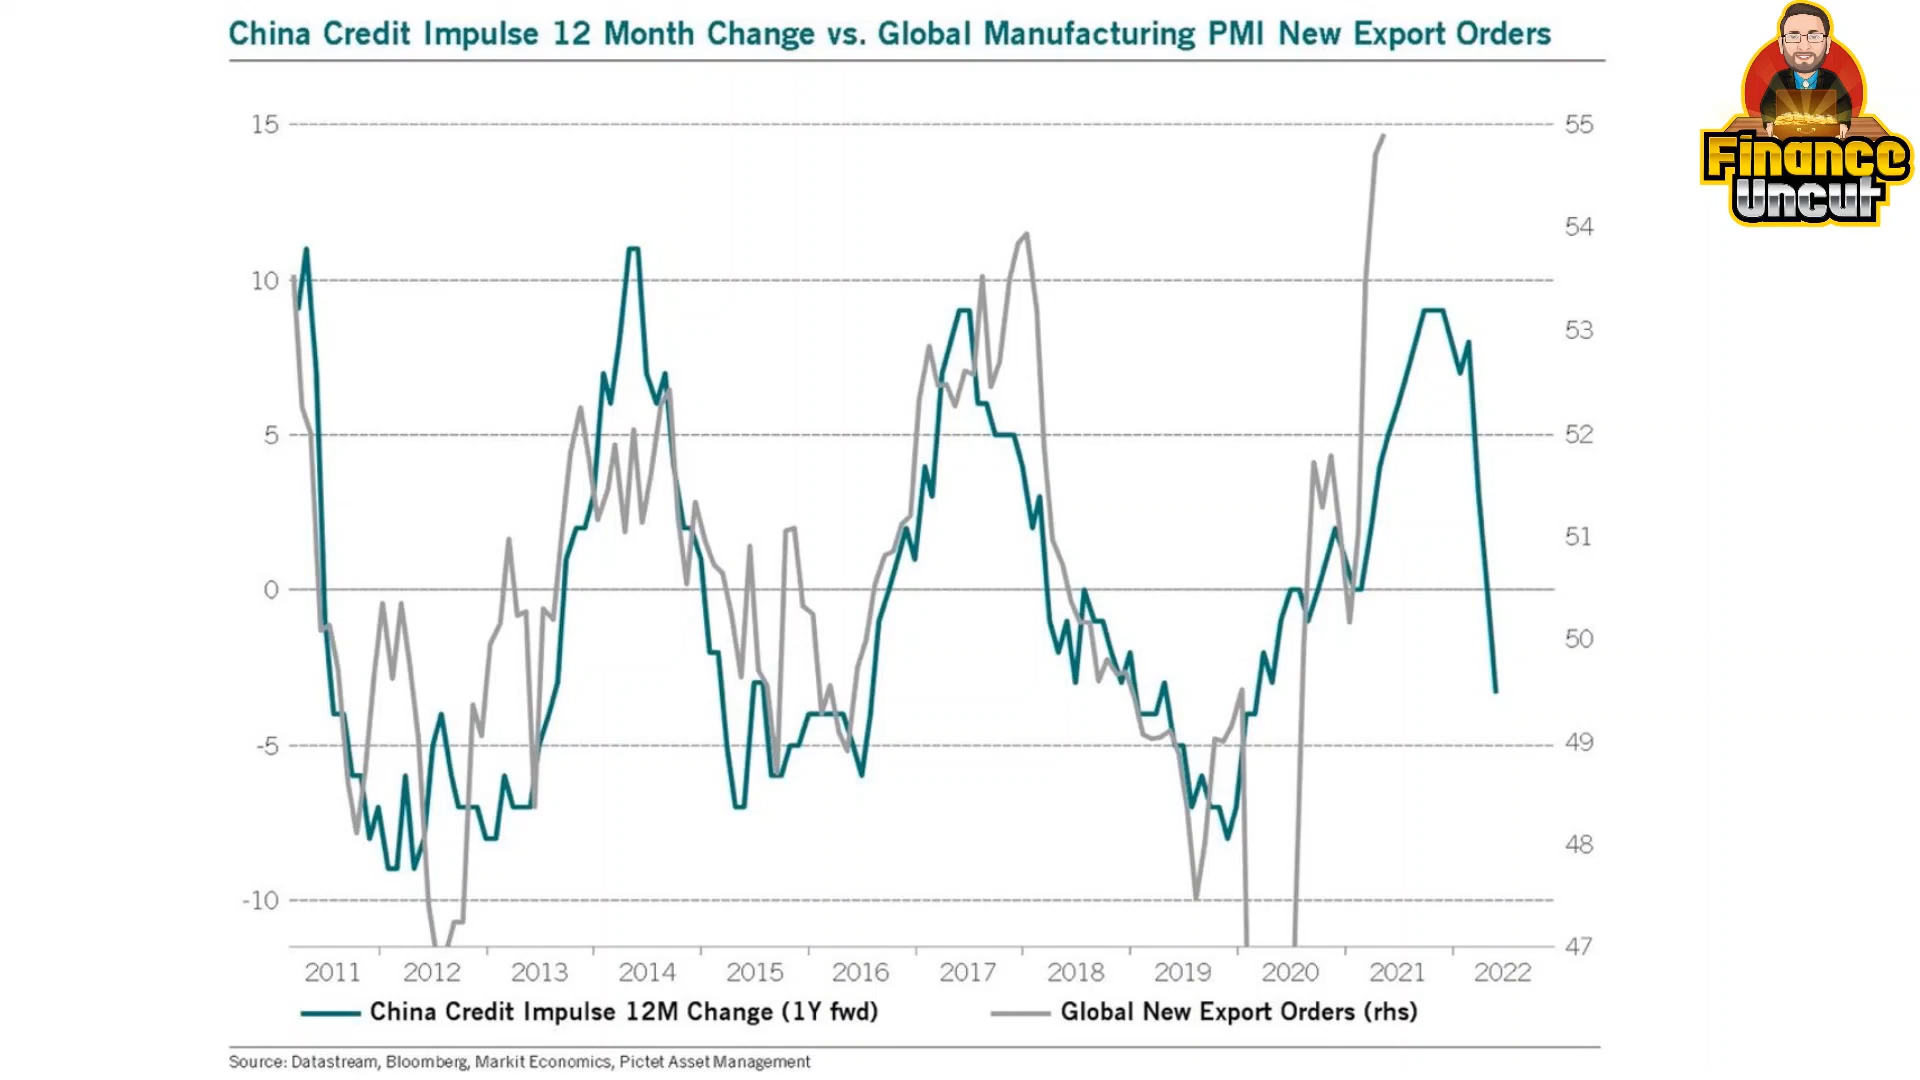 China Credit Impulse 12 Month Change vs. Global Manufacturing PMI New Export Orders
Finance
Uncut
15
10
5
0
-5
-10
55
54
53
52
51
50
49
48
47
2011 2012 2013 2014 2015 2016 2017 2018 2019 2020 2021 2022
China Credit Impulse 12M Change (1Y fwd) Global New Export Orders (rhs)
Source: Datastream, Bloomberg, Markit Economics, Pictet Asset Management